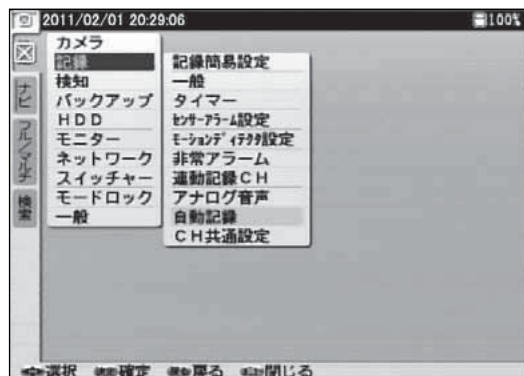 2011/02/01 20:29:06
100%
カメラ
記録
検知
バックアップ
HDD
モニター
ネットワーク
スイッチャー
モードロック
一般
記録簡易設定
一般
タイマー
ｾﾝｻｰｱﾗｰﾑ設定
ﾓｰｼｮﾝﾃﾞｨﾃｸﾀ設定
非常アラーム
連動記録CH
アナログ音声
自動記録
CH共通設定
ナビ
フル/マルチ
検索
選択 確定 戻る 閉じる